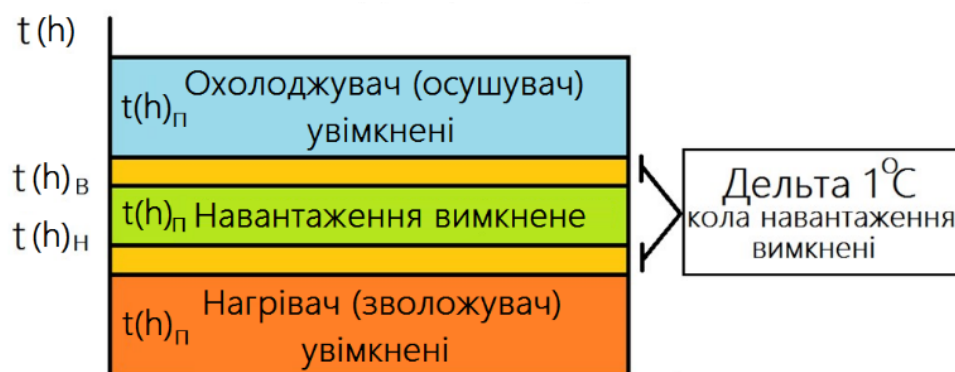 t(h)
t(h)п Охолоджувач (осушувач)
увімкнені
t(h)в
t(h)п Навантаження вимкнене
t(h)н
Дельта 1°C
кола навантаження
вимкнені
t(h)п Нагрівач (зволожувач)
увімкнені